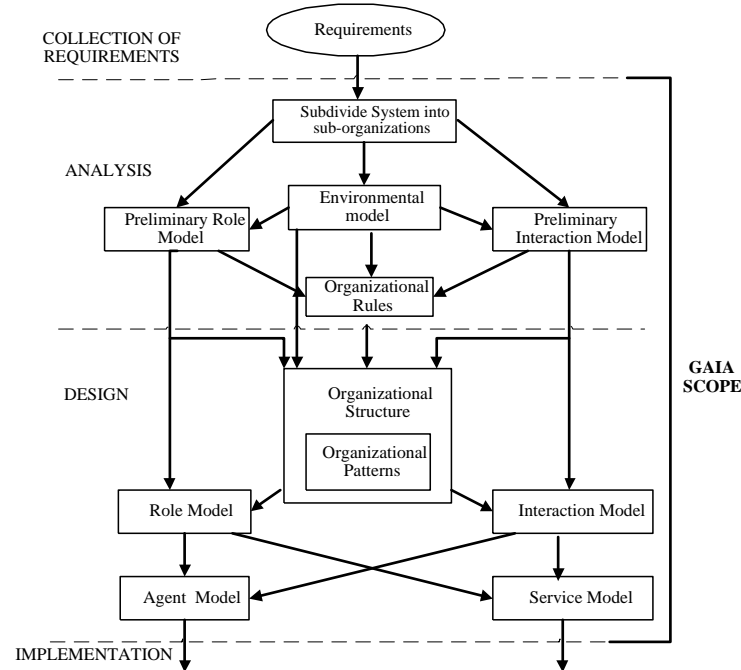 COLLECTION OF
REQUIREMENTS
Requirements
Subdivide System into
sub-organizations
ANALYSIS
Environmental
model
Preliminary Role
Model
Preliminary
Interaction Model
Organizational
Rules
DESIGN
GAIA
SCOPE
Organizational
Structure
Organizational
Patterns
Role Model
Interaction Model
Agent Model
Service Model
IMPLEMENTATION